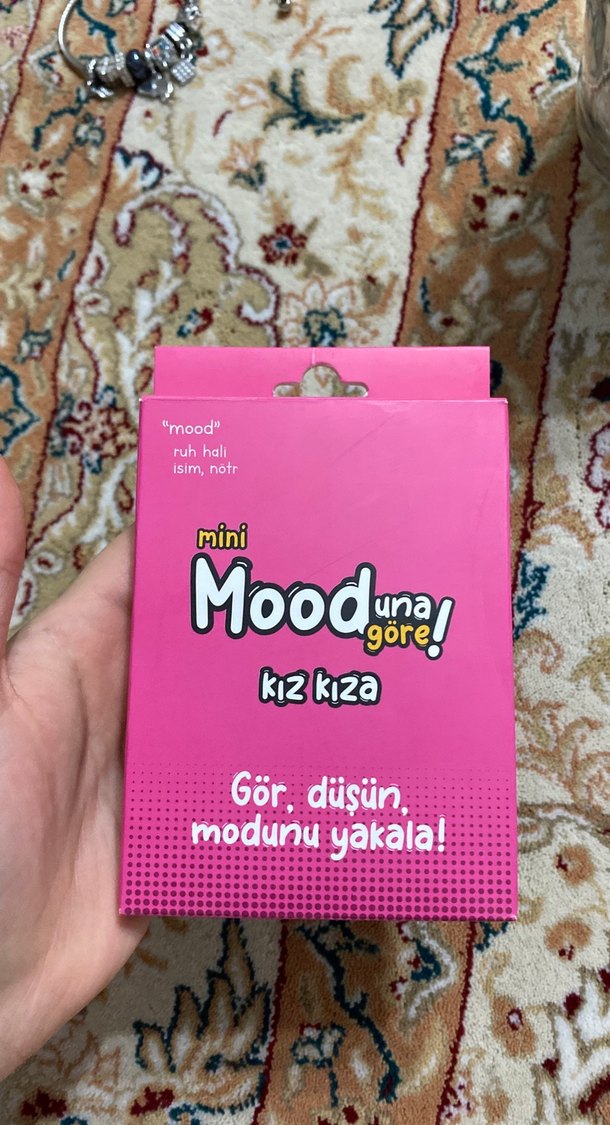 "mood"
ruh hali
isim, nötr
mini
Mooduna
göre!
kız kıza
Gör, düşün,
modunu yakala!